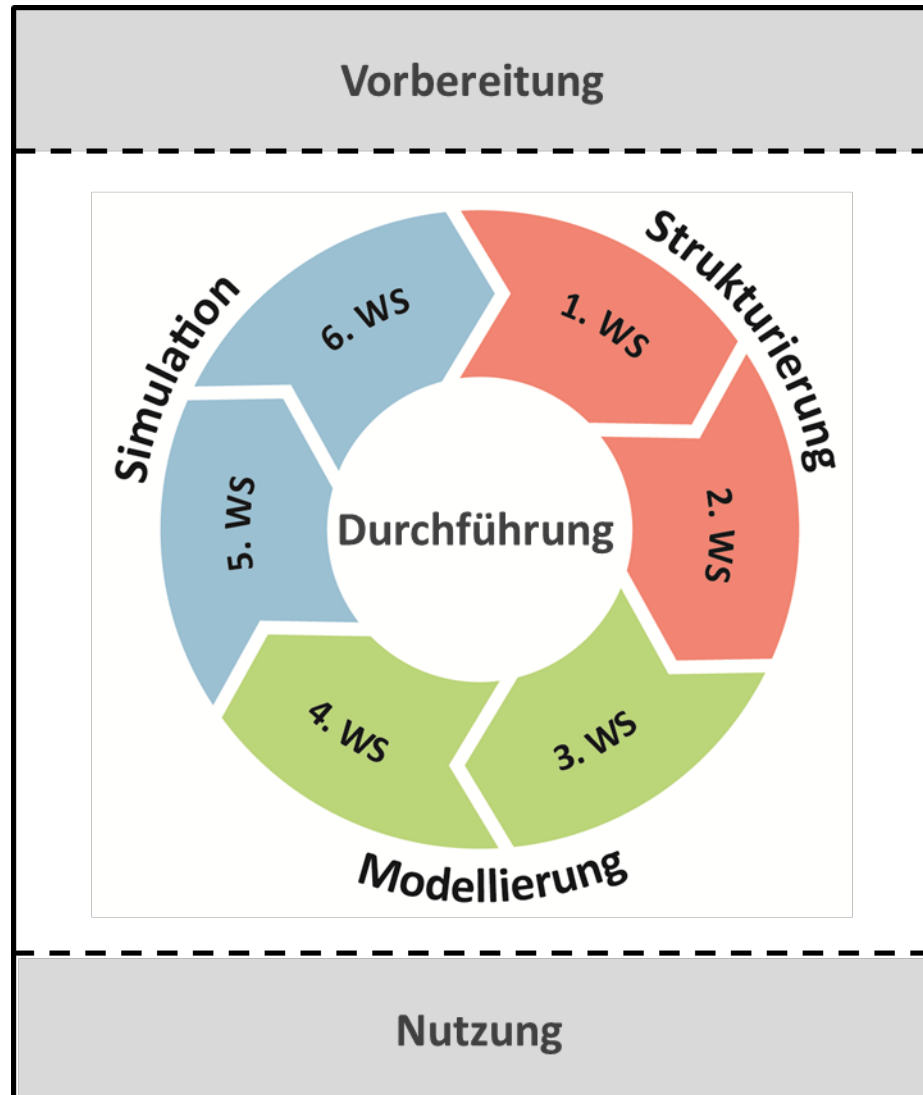 Vorbereitung
Strukturierung
1. WS
2. WS
Durchführung
Modellierung
3. WS
4. WS
Simulation
5. WS
6. WS
Nutzung